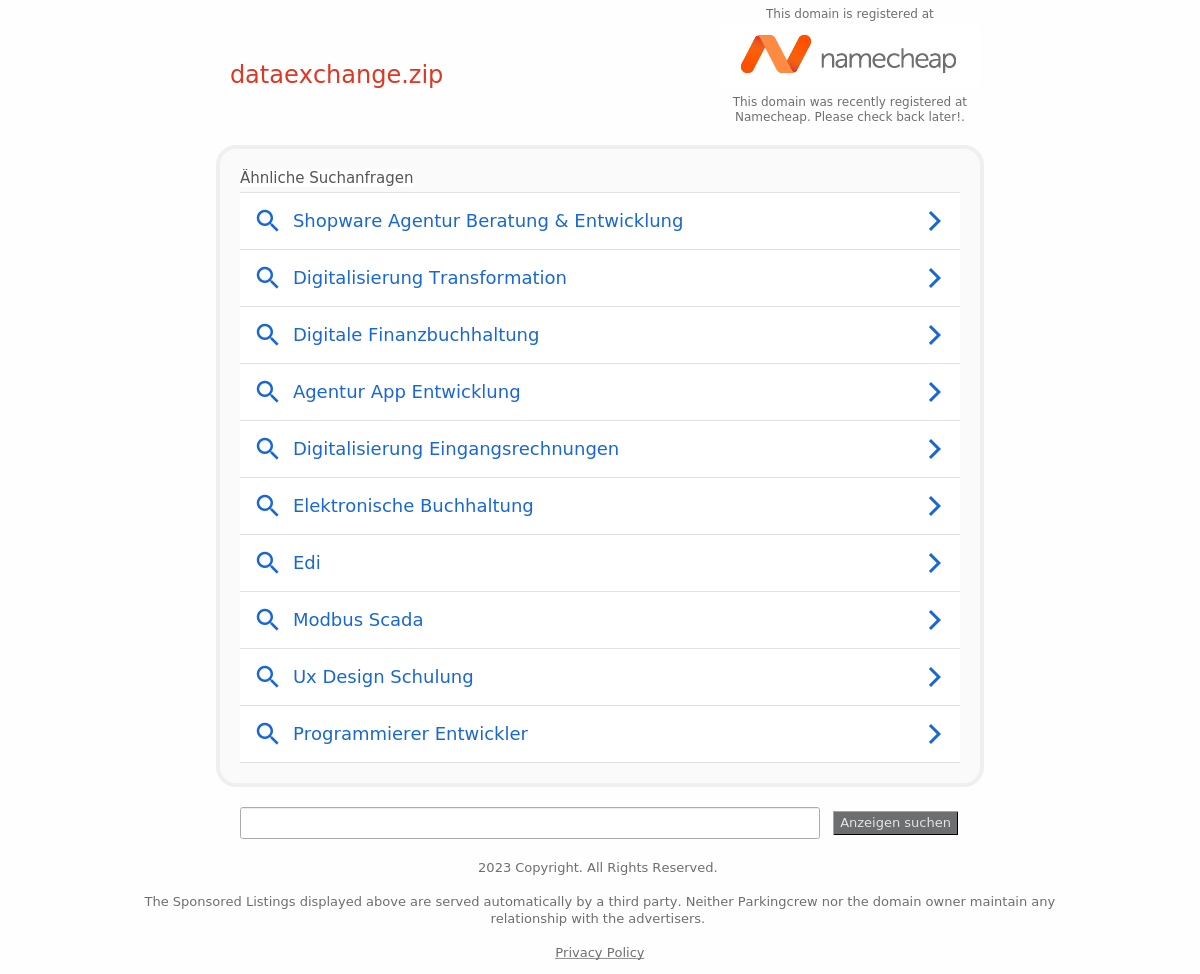 This domain is registered at
dataexchange.zip
namecheap
This domain was recently registered at
Namecheap. Please check back later!.
Ähnliche Suchanfragen
Shopware Agentur Beratung & Entwicklung
Digitalisierung Transformation
Digitale Finanzbuchhaltung
Agentur App Entwicklung
Digitalisierung Eingangsrechnungen
Elektronische Buchhaltung
Edi
Modbus Scada
Ux Design Schulung
Programmierer Entwickler
Anzeigen suchen
2023 Copyright. All Rights Reserved.
The Sponsored Listings displayed above are served automatically by a third party. Neither Parkingcrew nor the domain owner maintain any
relationship with the advertisers.
Privacy Policy